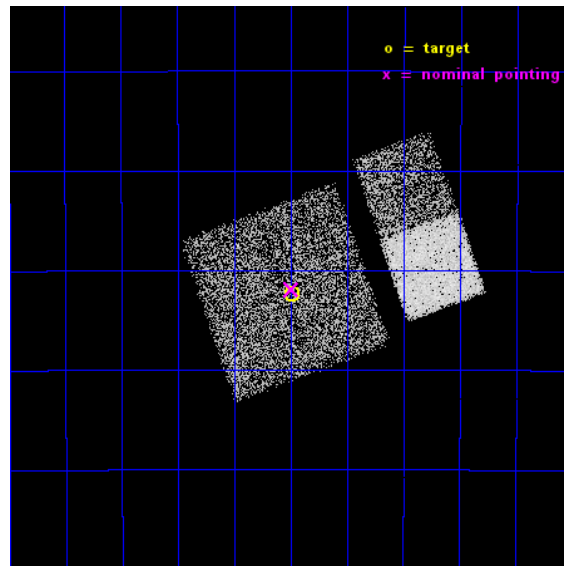 o = target
x = nominal pointing